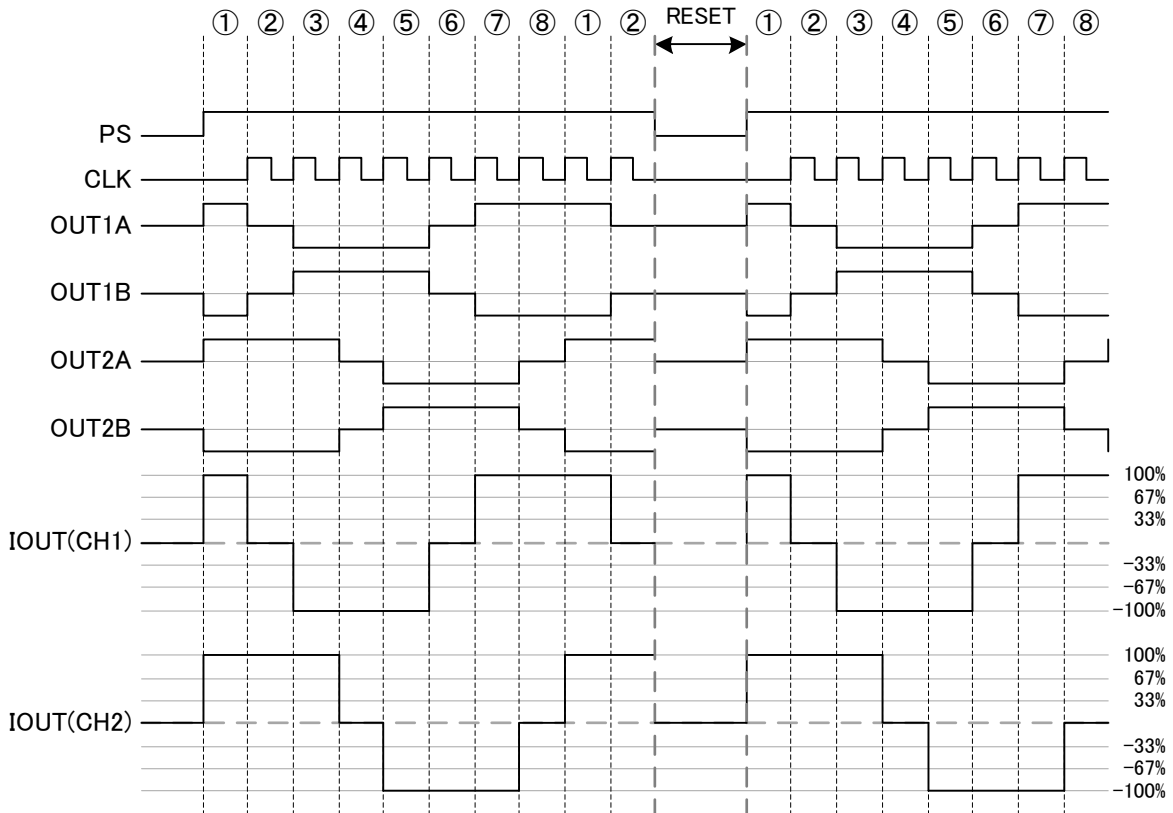 ① ② ③ ④ ⑤ ⑥ ⑦ ⑧ ① ② RESET ① ② ③ ④ ⑤ ⑥ ⑦ ⑧
PS
CLK
OUT1A
OUT1B
OUT2A
OUT2B
IOUT(CH1)
100%
67%
33%
-33%
-67%
-100%
IOUT(CH2)
100%
67%
33%
-33%
-67%
-100%